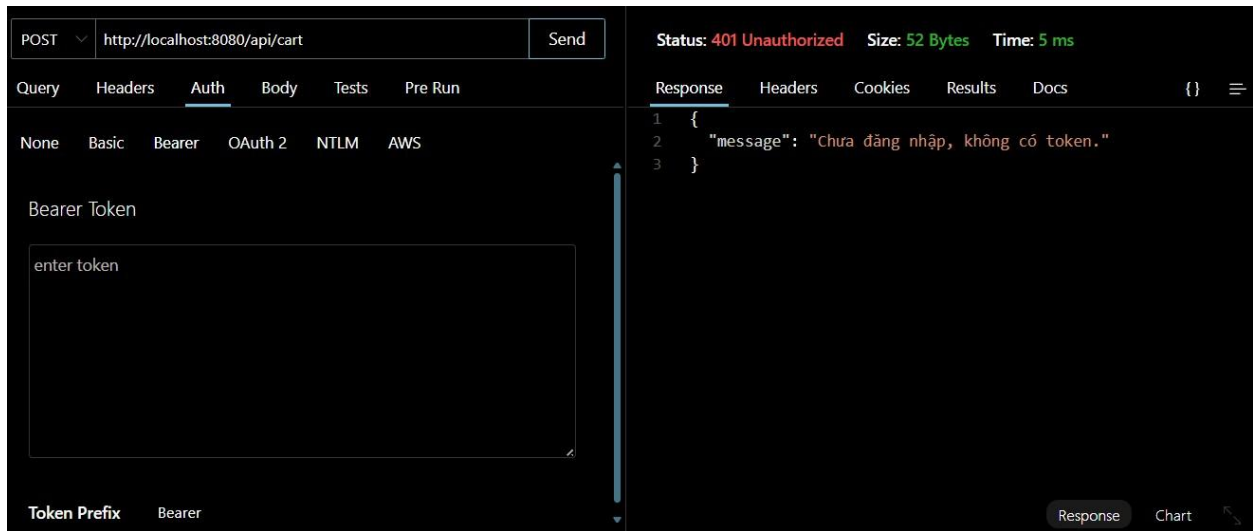 POST http://localhost:8080/api/cart Send
Query Headers Auth Body Tests Pre Run
None Basic Bearer OAuth 2 NTLM AWS
Bearer Token
enter token
Token Prefix Bearer
Status: 401 Unauthorized Size: 52 Bytes Time: 5 ms
Response Headers Cookies Results Docs {}
1 {
2 "message": "Chưa đăng nhập, không có token."
3 }
Response Chart